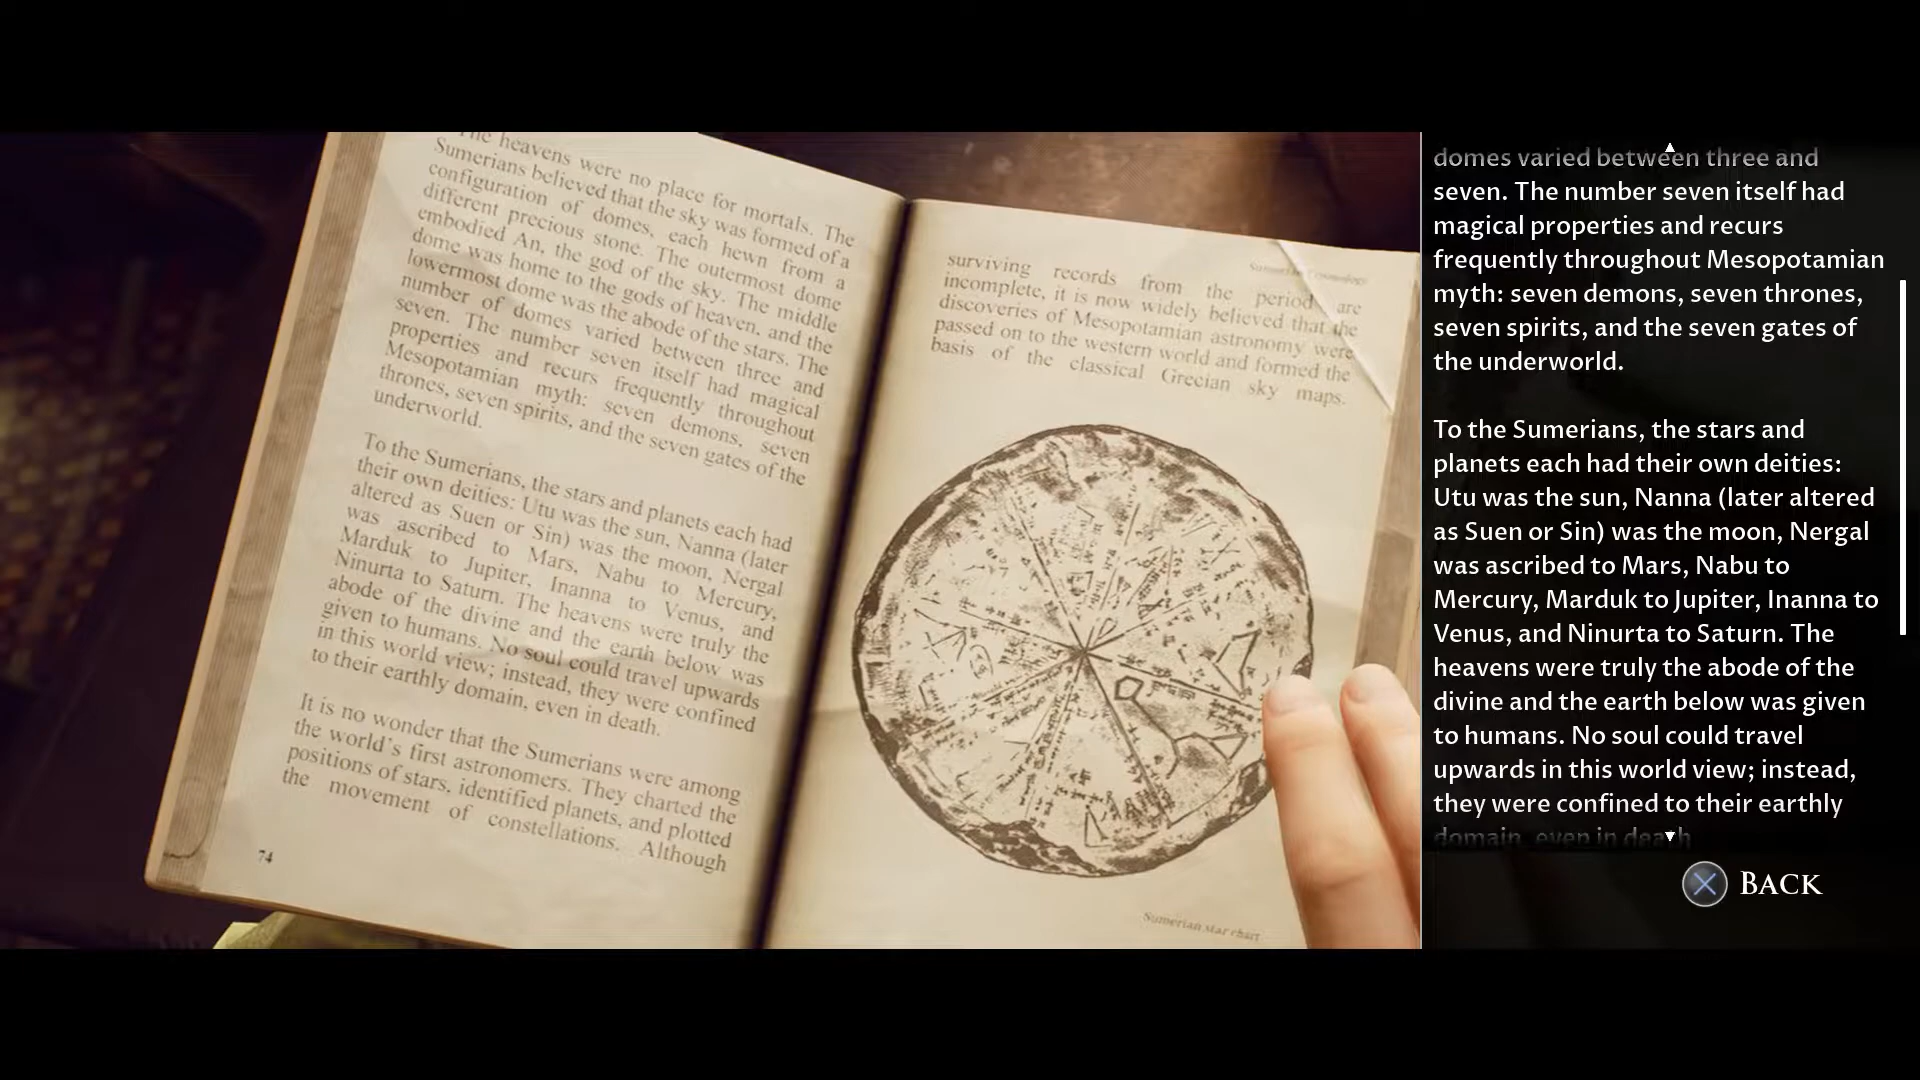 The heavens were no place for mortals. The
Sumerians believed that the sky was formed of a
configuration of domes, each hewn from a
different precious stone. The outermost dome
embodied An, the god of the sky. The middle
dome was home to the gods of heaven, and the
lowermost dome was the abode of the stars. The
number of domes varied between three and
seven. The number seven itself had magical
properties and recurs frequently throughout
Mesopotamian myth: seven demons, seven
thrones, seven spirits, and the seven gates of the
underworld.
To the Sumerians, the stars and planets each had
their own deities: Utu was the sun, Nanna (later
altered as Suen or Sin) was the moon, Nergal
was ascribed to Mars, Nabu to Mercury,
Marduk to Jupiter, Inanna to Venus, and
Ninurta to Saturn. The heavens were truly the
abode of the divine and the earth below was
given to humans. No soul could travel upwards
in this world view; instead, they were confined
to their earthly domain, even in death.
It is no wonder that the Sumerians were among
the world's first astronomers. They charted the
positions of stars, identified planets, and plotted
the movement of constellations. Although
74
Sumerian Cosmology
surviving records from the period are
incomplete, it is now widely believed that the
discoveries of Mesopotamian astronomy were
passed on to the western world and formed the
basis of the classical Grecian sky maps.
Sumerian star chart
domes varied between three and
seven. The number seven itself had
magical properties and recurs
frequently throughout Mesopotamian
myth: seven demons, seven thrones,
seven spirits, and the seven gates of
the underworld.
To the Sumerians, the stars and
planets each had their own deities:
Utu was the sun, Nanna (later altered
as Suen or Sin) was the moon, Nergal
was ascribed to Mars, Nabu to
Mercury, Marduk to Jupiter, Inanna to
Venus, and Ninurta to Saturn. The
heavens were truly the abode of the
divine and the earth below was given
to humans. No soul could travel
upwards in this world view; instead,
they were confined to their earthly
domain, even in death
BACK